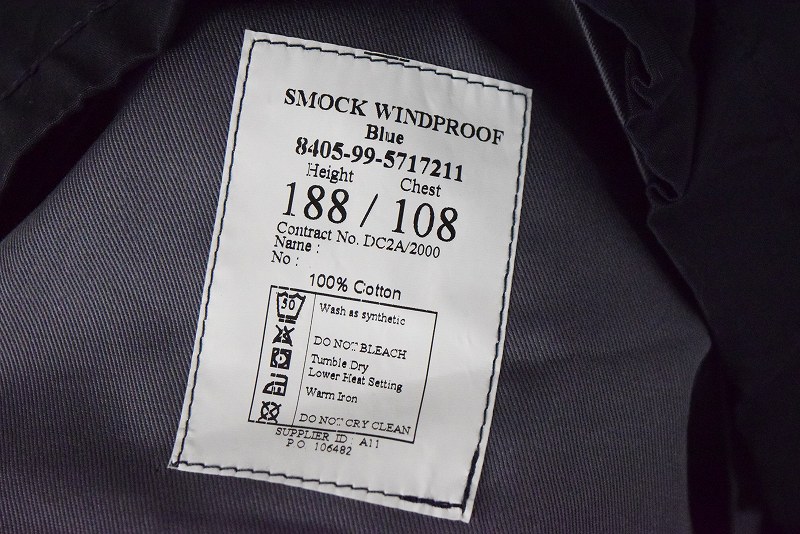 SMOCK WINDPROOF
Blue
8405-99-5717211
Height Chest
188 / 108
Contract No. DC2A/2000
Name :
No :
100% Cotton
30
Wash as synthetic
DO NOT BLEACH
Tumble Dry
Lower Heat Setting
Warm Iron
DO NOT CRY CLEAN
SUPPLIER ID : A11
P.O 106482